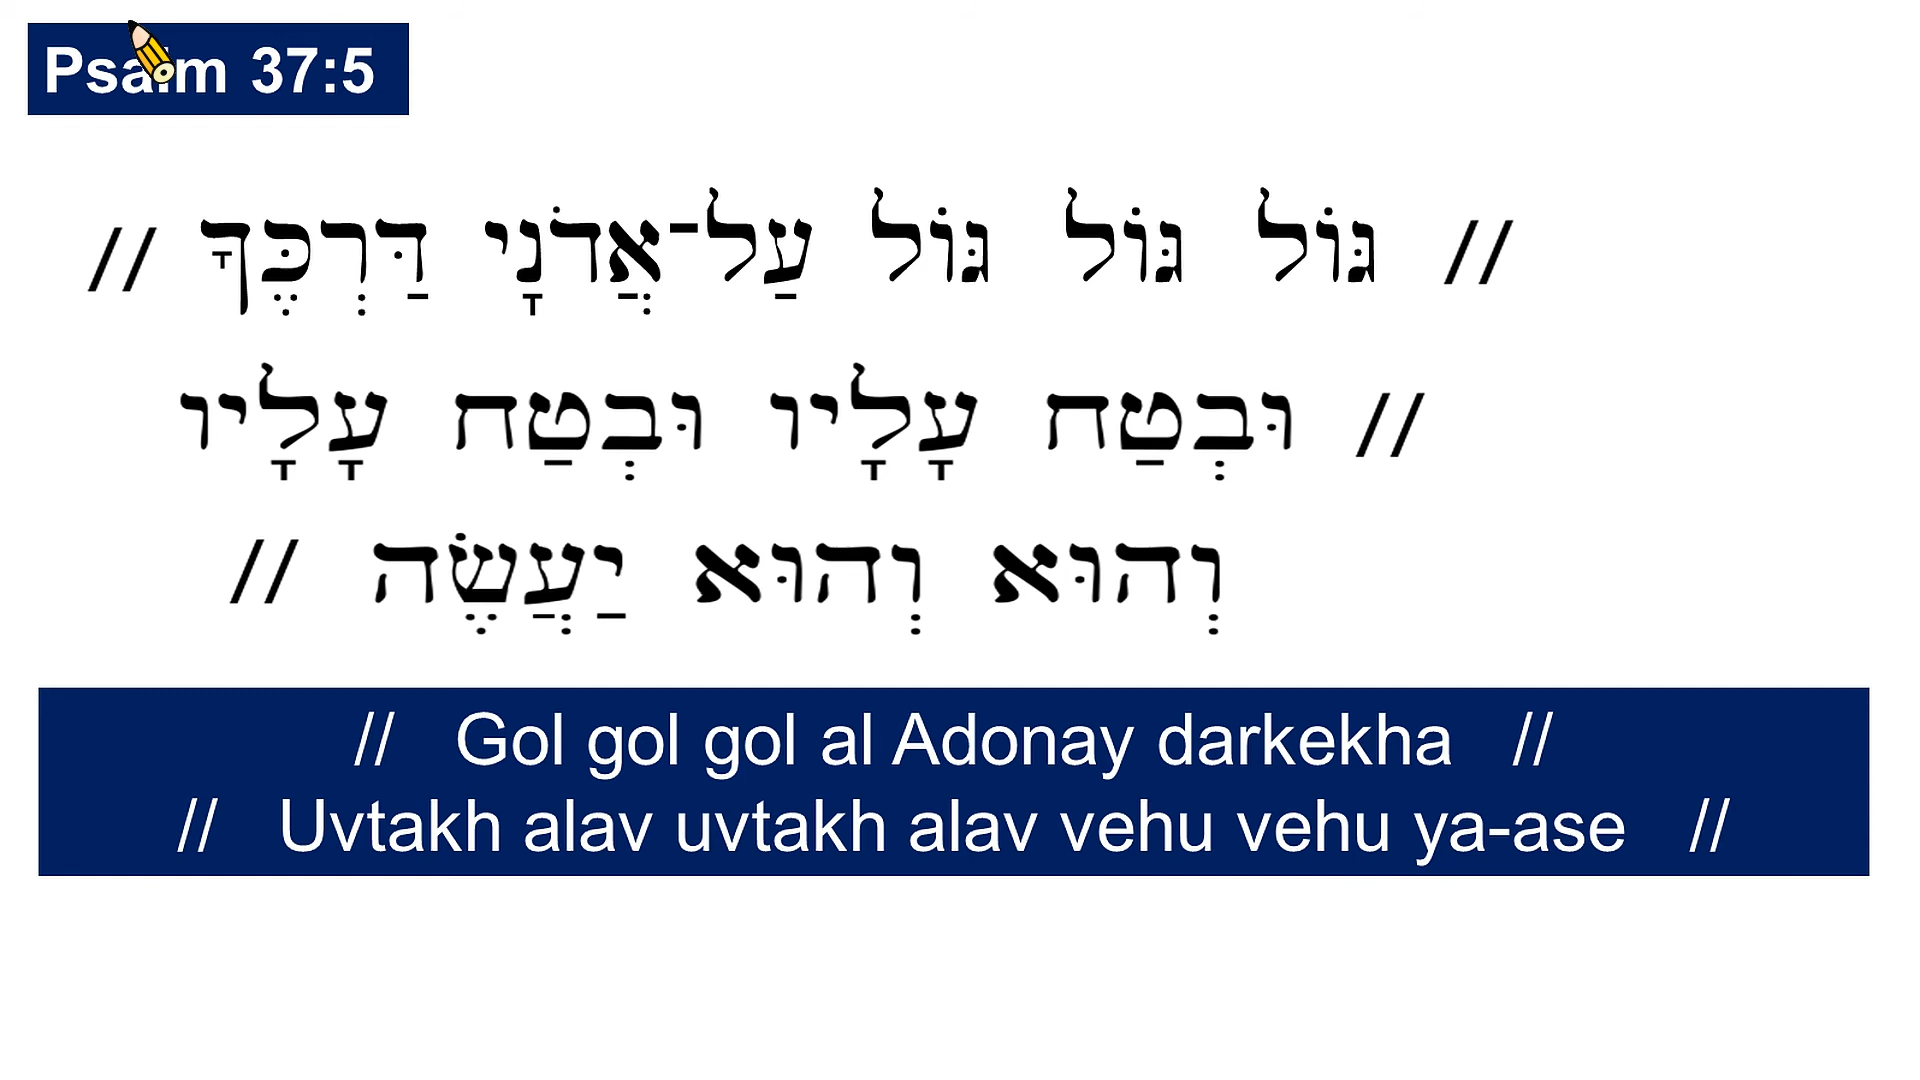 Psalm 37:5
// גּוֹל גּוֹל גּוֹל עַל־אֲדֹנָי דַּרְכֶּךָ //
// וּבְטַח עָלָיו וּבְטַח עָלָיו
וְהוּא וְהוּא יַעֲשֶׂה //
// Gol gol gol al Adonay darkekha //
// Uvtakh alav uvtakh alav vehu vehu ya-ase //